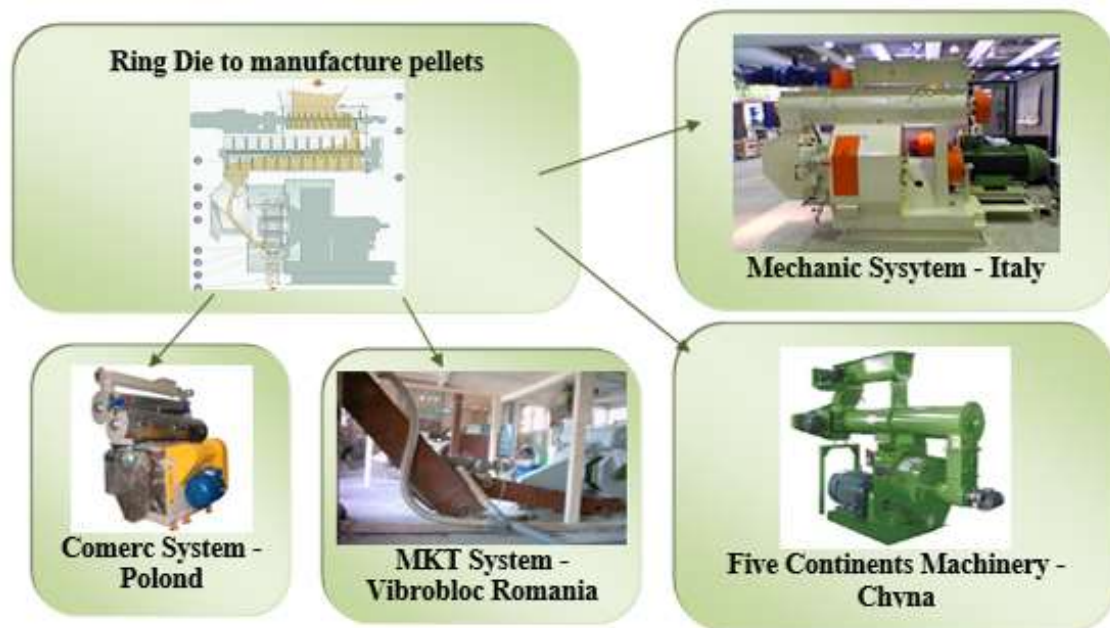 Ring Die to manufacture pellets
Mechanic Sysytem - Italy
Comerc System -
Polond
MKT System -
Vibrobloc Romania
Five Continents Machinery -
Chyna